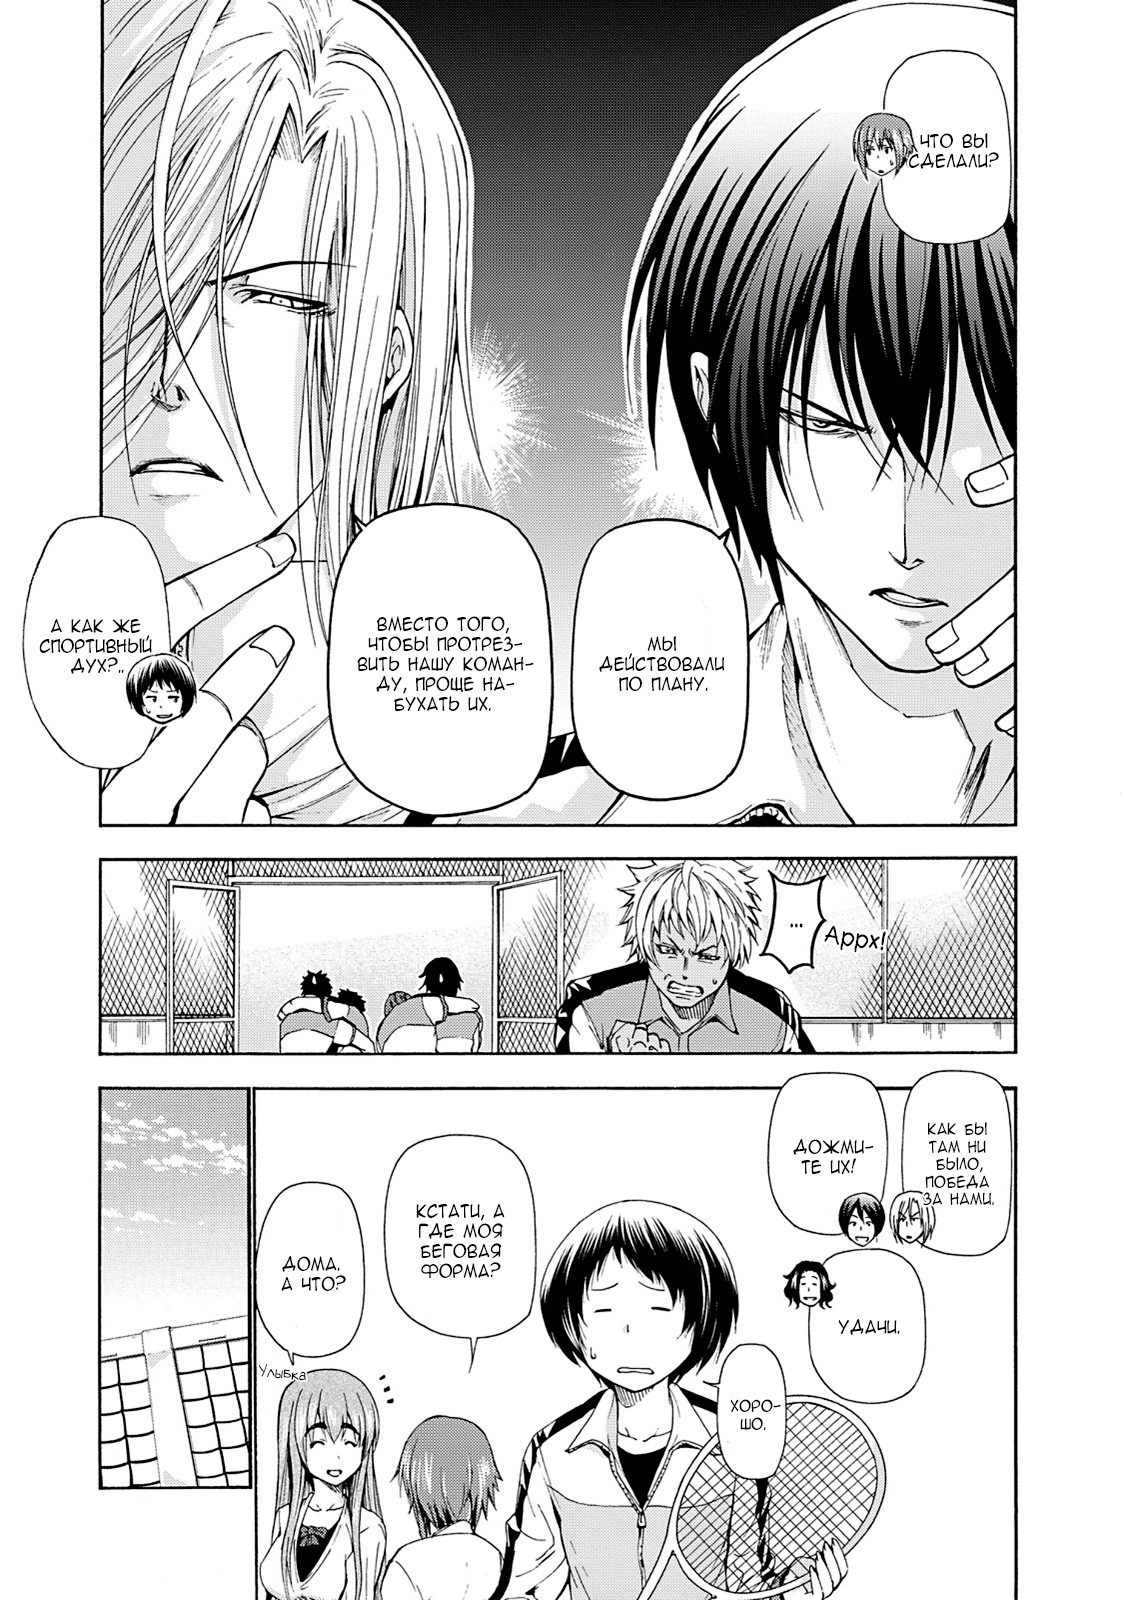 ЧТО ВЫ
СДЕЛАЛИ?
МЫ
ДЕЙСТВОВАЛИ
ПО ПЛАНУ.
ВМЕСТО ТОГО,
ЧТОБЫ ПРОТРЕЗ-
ВИТЬ НАШУ КОМАН-
ДУ, ПРОЩЕ НА-
БУХАТЬ ИХ.
А КАК ЖЕ
СПОРТИВНЫЙ
ДУХ?..
...
Аррх!
КАК БЫ
ТАМ НИ
БЫЛО,
ПОБЕДА
ЗА НАМИ.
ДОЖМИ-
ТЕ ИХ!
УДАЧИ.
ХОРО-
ШО.
КСТАТИ, А
ГДЕ МОЯ
БЕГОВАЯ
ФОРМА?
ДОМА,
А ЧТО?
Улыбка